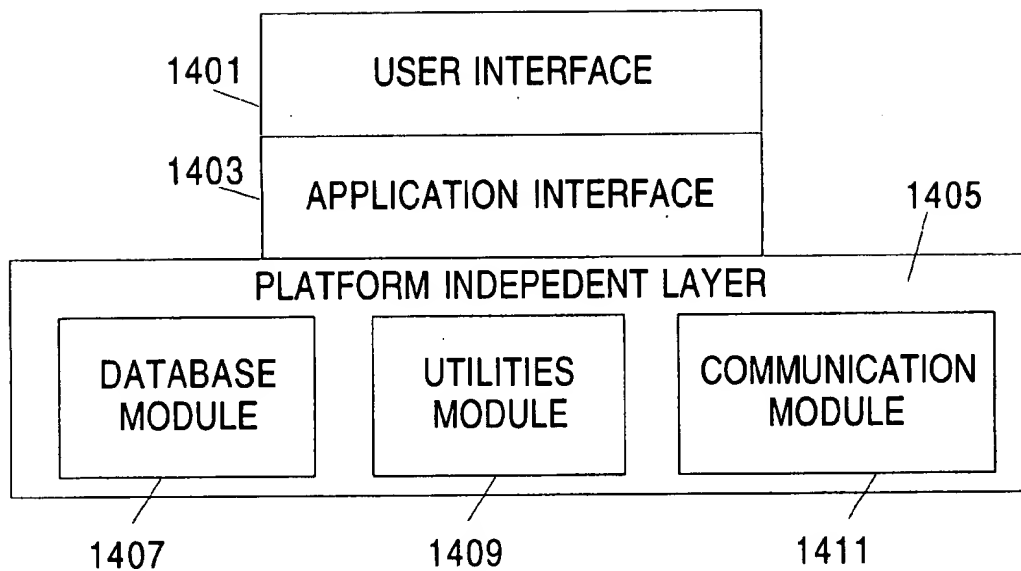 1401
USER INTERFACE
1403
APPLICATION INTERFACE
1405
PLATFORM INDEPEDENT LAYER
DATABASE
MODULE
UTILITIES
MODULE
COMMUNICATION
MODULE
1407
1409
1411